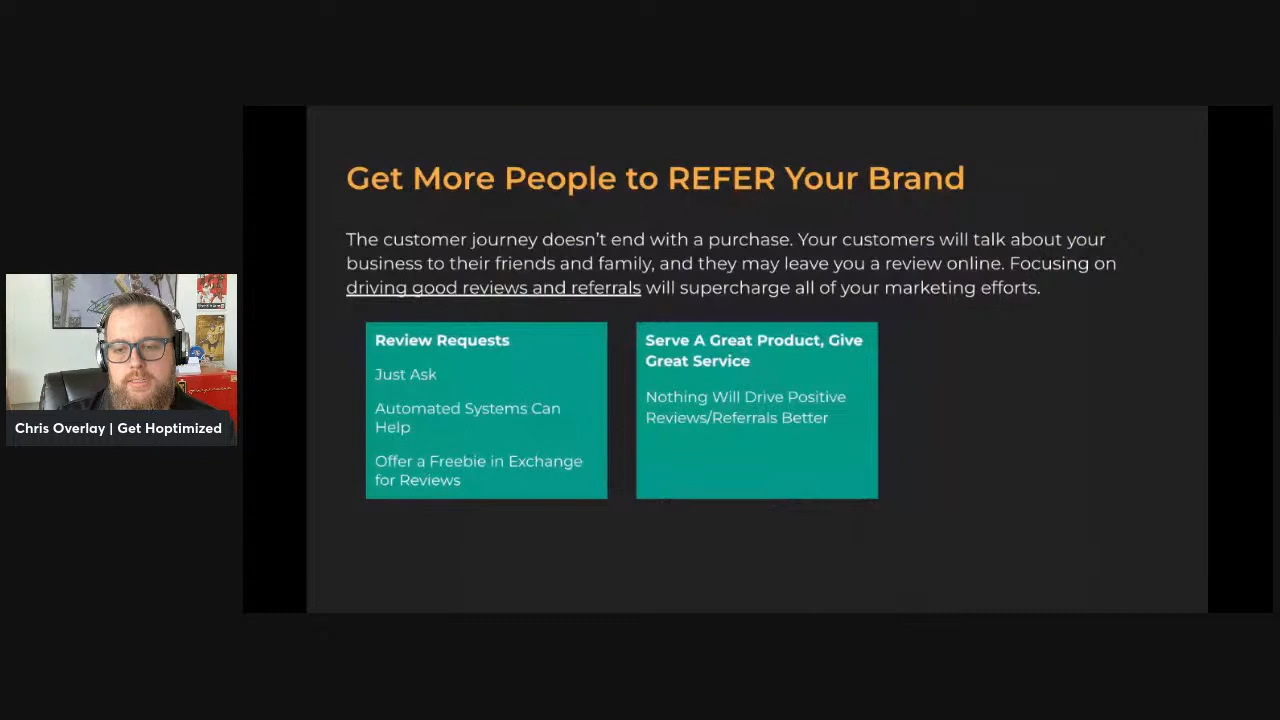 Get More People to REFER Your Brand
The customer journey doesn't end with a purchase. Your customers will talk about your
business to their friends and family, and they may leave you a review online. Focusing on
driving good reviews and referrals will supercharge all of your marketing efforts.
Review Requests
Just Ask
Automated Systems Can
Help
Offer a Freebie in Exchange
for Reviews
Serve A Great Product, Give
Great Service
Nothing Will Drive Positive
Reviews/Referrals Better
Chris Overlay | Get Hoptimized